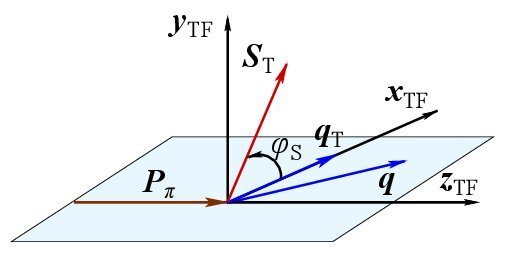 y_TF
S_T
x_TF
q_T
φ_S
P_π
q
z_TF